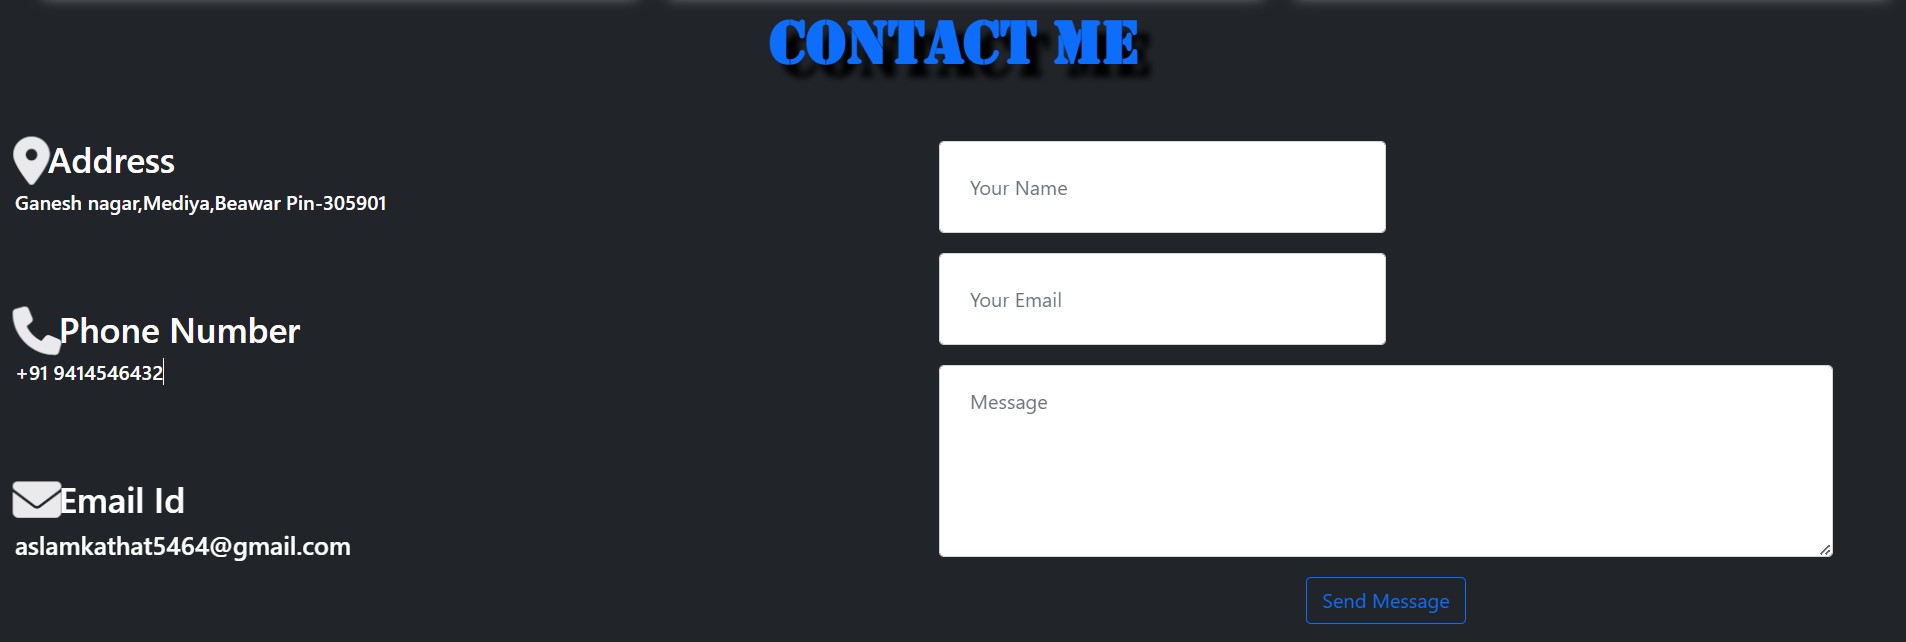 CONTACT ME
Address
Ganesh nagar,Mediya,Beawar Pin-305901
Phone Number
+91 9414546432
Email Id
aslamkathat5464@gmail.com
Your Name
Your Email
Message
Send Message